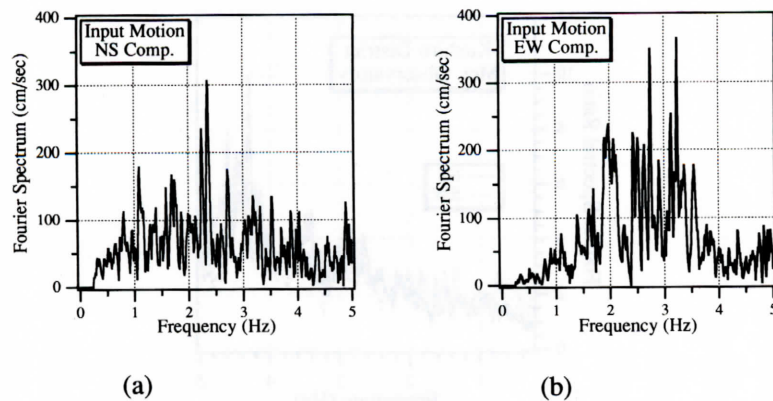 400
300
200
100
0
Fourier Spectrum (cm/sec)
Input Motion
NS Comp.
0 1 2 3 4 5
Frequency (Hz)
(a)
400
300
200
100
0
Fourier Spectrum (cm/sec)
Input Motion
EW Comp.
0 1 2 3 4 5
Frequency (Hz)
(b)